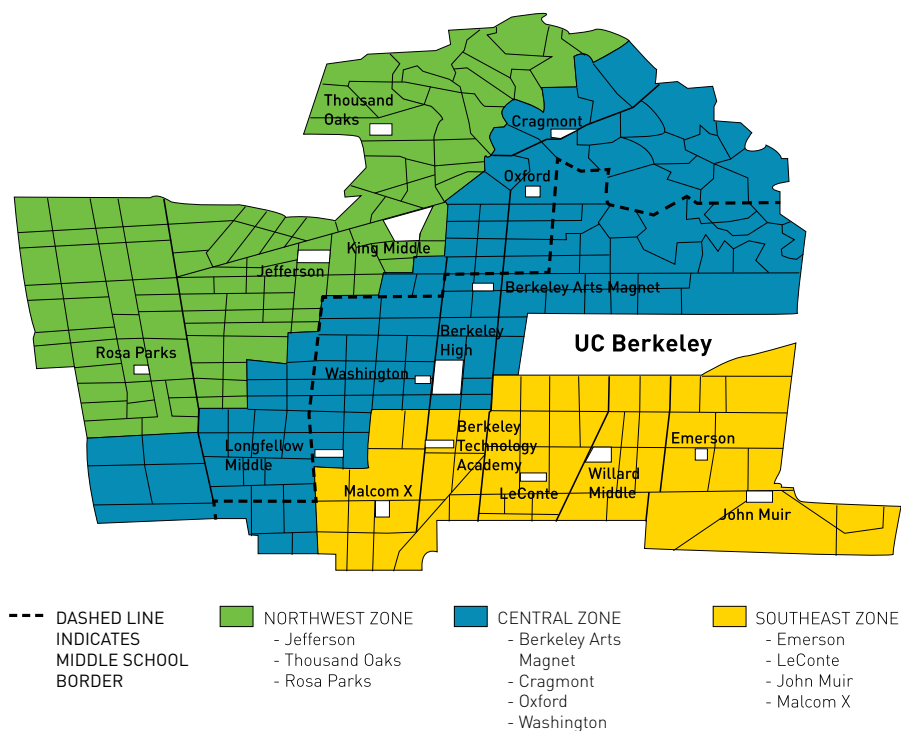 Thousand
Oaks
Cragmont
Oxford
King Middle
Jefferson
Berkeley Arts Magnet
Berkeley
High
UC Berkeley
Rosa Parks
Washington
Longfellow
Middle
Berkeley
Technology
Academy
Emerson
Willard
Middle
Malcom X
LeConte
John Muir
DASHED LINE
INDICATES
MIDDLE SCHOOL
BORDER
NORTHWEST ZONE
- Jefferson
- Thousand Oaks
- Rosa Parks
CENTRAL ZONE
- Berkeley Arts
Magnet
- Cragmont
- Oxford
- Washington
SOUTHEAST ZONE
- Emerson
- LeConte
- John Muir
- Malcom X